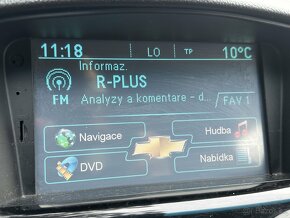 11:18 LO TP 10°C
Informaz.
R-PLUS
FM
Analyzy a komentare - d... FAV 1
Navigace Hudba
DVD Nabídka